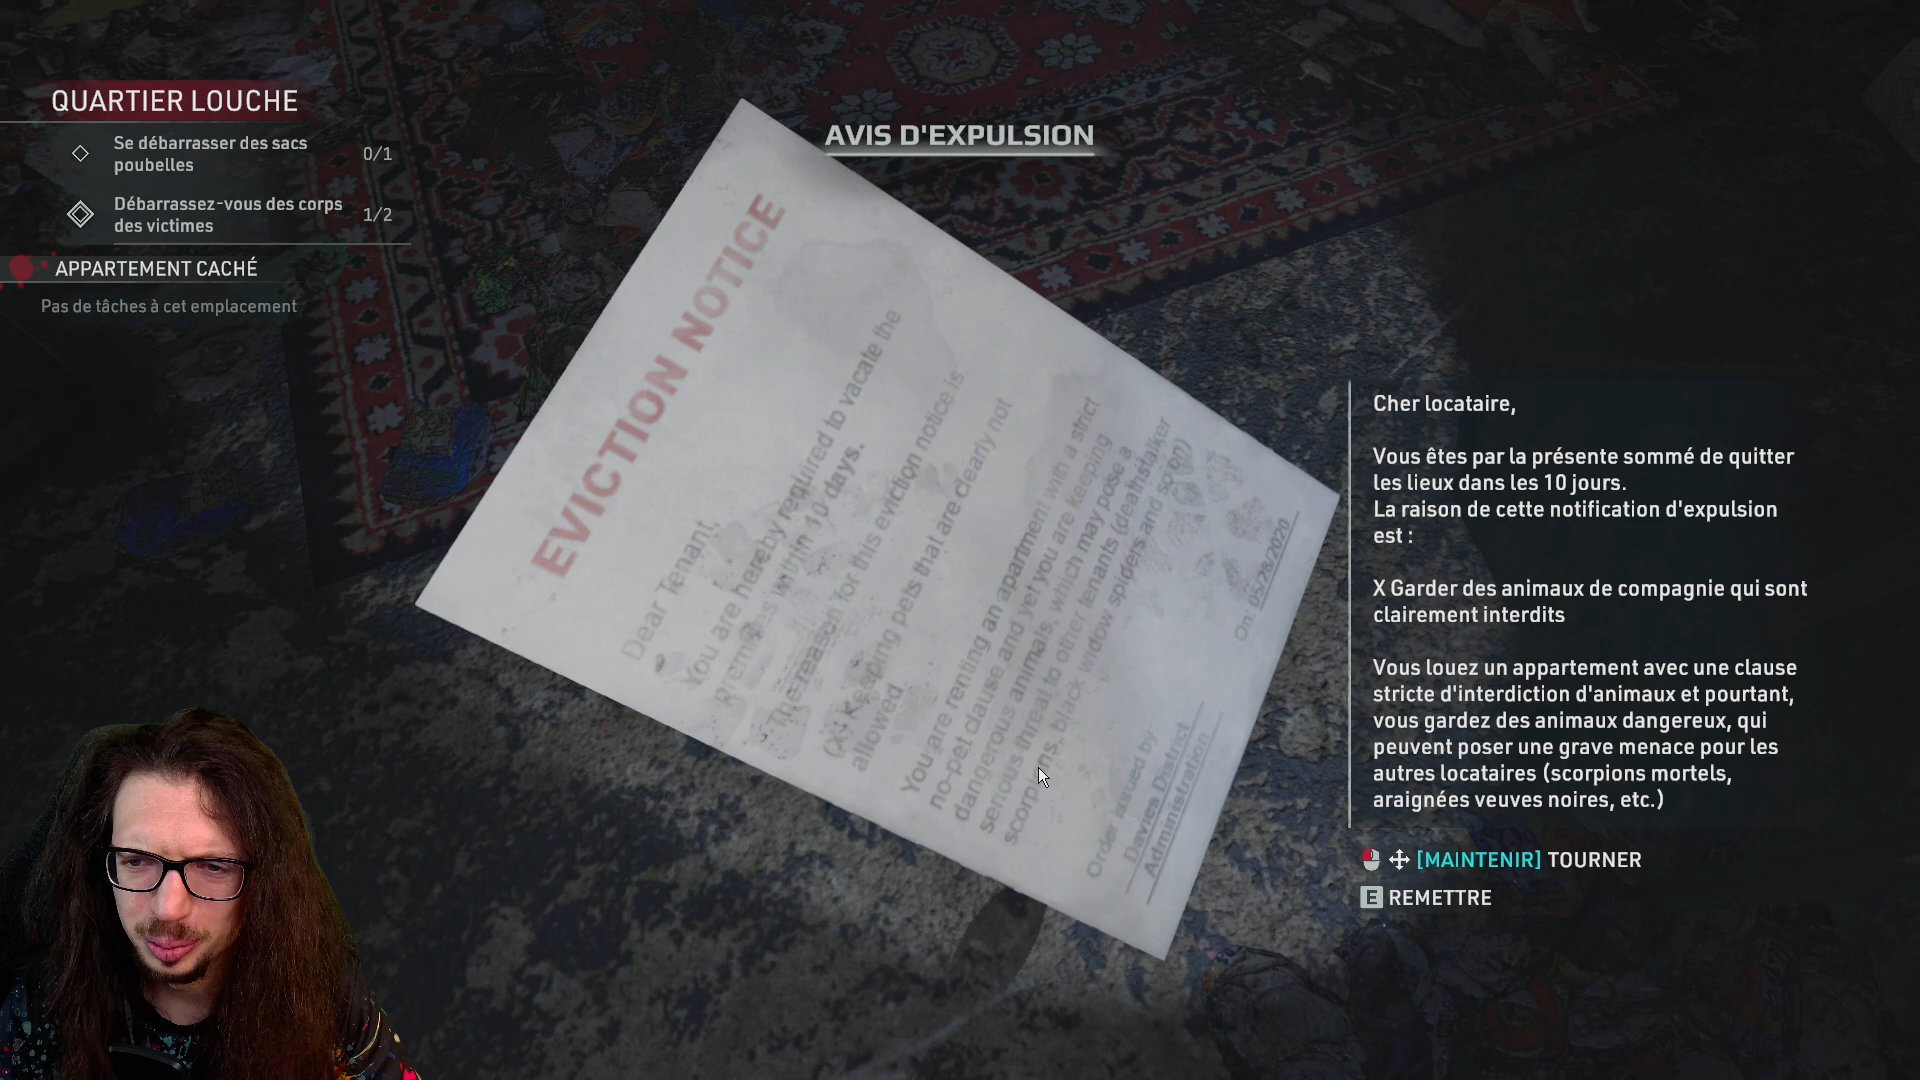 QUARTIER LOUCHE
Se débarrasser des sacs
poubelles
0/1
Débarrassez-vous des corps
des victimes
1/2
APPARTEMENT CACHÉ
Pas de tâches à cet emplacement
AVIS D'EXPULSION
EVICTION NOTICE
Dear Tenant,
You are hereby required to vacate the
premises within 10 days.
The reason for this eviction notice is
(x) Keeping pets that are clearly not
allowed
You are renting an apartment with a strict
no-pet clause and yet you are keeping
dangerous animals, which may pose a
serious threat to other tenants (deathstalker
scorpions, black widow spiders and so on)
Order issued by
Davies District
Administration
On: 05/28/2020
Cher locataire,
Vous êtes par la présente sommé de quitter
les lieux dans les 10 jours.
La raison de cette notification d'expulsion
est :
X Garder des animaux de compagnie qui sont
clairement interdits
Vous louez un appartement avec une clause
stricte d'interdiction d'animaux et pourtant,
vous gardez des animaux dangereux, qui
peuvent poser une grave menace pour les
autres locataires (scorpions mortels,
araignées veuves noires, etc.)
[MAINTENIR] TOURNER
E REMETTRE